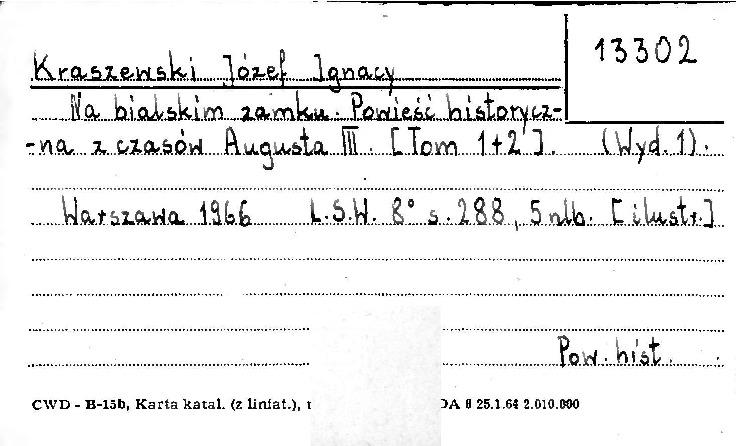 13302
Kraszewski Józef Ignacy
Na bialskim zamku. Powieść historycz-
-na z czasów Augusta III. [Tom 1+2]. (Wyd.1).
Warszawa 1966 L.S.W. 8° s.288, 5 nlb. [ilustr.]
Pow. hist.
CWD - B-15b, Karta katal. (z liniat.), DA 8 25.1.64 2.010.000